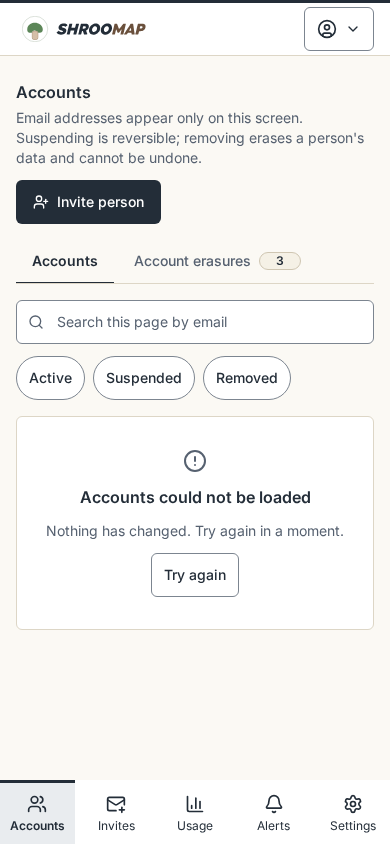 SHROOMAP
Accounts
Email addresses appear only on this screen.
Suspending is reversible; removing erases a person's
data and cannot be undone.
Invite person
Accounts
Account erasures 3
Search this page by email
Active Suspended Removed
Accounts could not be loaded
Nothing has changed. Try again in a moment.
Try again
Accounts Invites Usage Alerts Settings